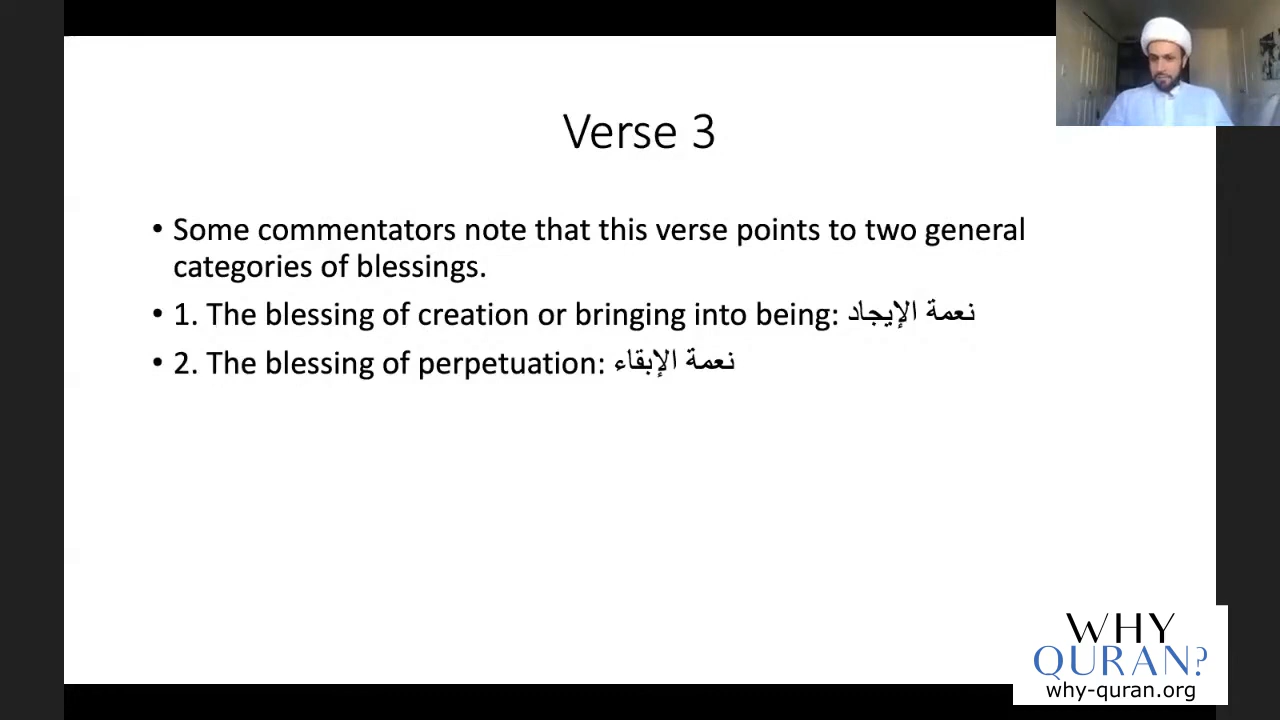 Verse 3
• Some commentators note that this verse points to two general
categories of blessings.
• 1. The blessing of creation or bringing into being: نعمة الإيجاد
• 2. The blessing of perpetuation: نعمة الإبقاء
WHY
QURAN?
why-quran.org